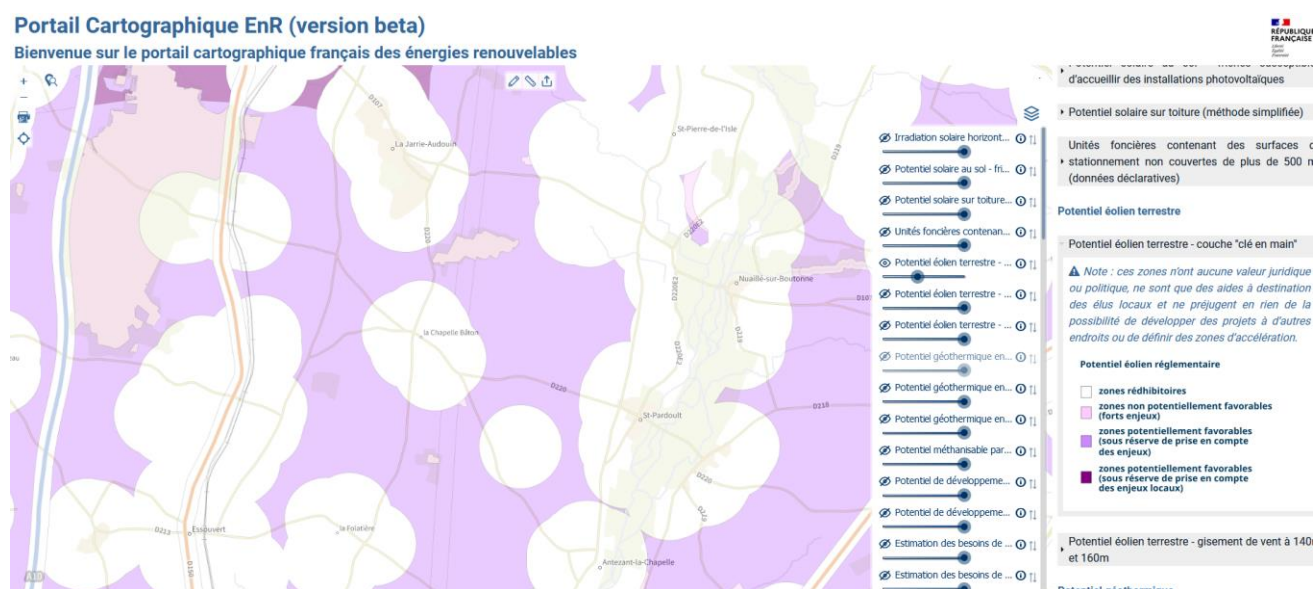 Portail Cartographique EnR (version beta)
Bienvenue sur le portail cartographique français des énergies renouvelables
RÉPUBLIQUE
FRANÇAISE
D107
La Jarrie-Audouin
St-Pierre-de-l'Isle
D219
D220
D120E2
D220E2
Nuaillé-sur-Boutonne
D107
la Chapelle Bâton
D220E2
D229
D220
St-Pardoult
D218
D220
D219
D213
Essouvert
la Folatière
D150
Antezant-la-Chapelle
A10
Irradiation solaire horizont...
Potentiel solaire au sol - fri...
Potentiel solaire sur toiture...
Unités foncières contenan...
Potentiel éolien terrestre - ...
Potentiel éolien terrestre - ...
Potentiel éolien terrestre - ...
Potentiel géothermique en...
Potentiel géothermique en...
Potentiel géothermique en...
Potentiel méthanisable par...
Potentiel de développeme...
Potentiel de développeme...
Estimation des besoins de ...
Estimation des besoins de ...
d'accueillir des installations photovoltaïques
Potentiel solaire sur toiture (méthode simplifiée)
Unités foncières contenant des surfaces
stationnement non couvertes de plus de 500
(données déclaratives)
Potentiel éolien terrestre
Potentiel éolien terrestre - couche "clé en main"
Note : ces zones n'ont aucune valeur juridique
ou politique, ne sont que des aides à destination
des élus locaux et ne préjugent en rien de la
possibilité de développer des projets à d'autres
endroits ou de définir des zones d'accélération.
Potentiel éolien réglementaire
zones rédhibitoires
zones non potentiellement favorables
(forts enjeux)
zones potentiellement favorables
(sous réserve de prise en compte
des enjeux)
zones potentiellement favorables
(sous réserve de prise en compte
des enjeux locaux)
Potentiel éolien terrestre - gisement de vent à 140m
et 160m